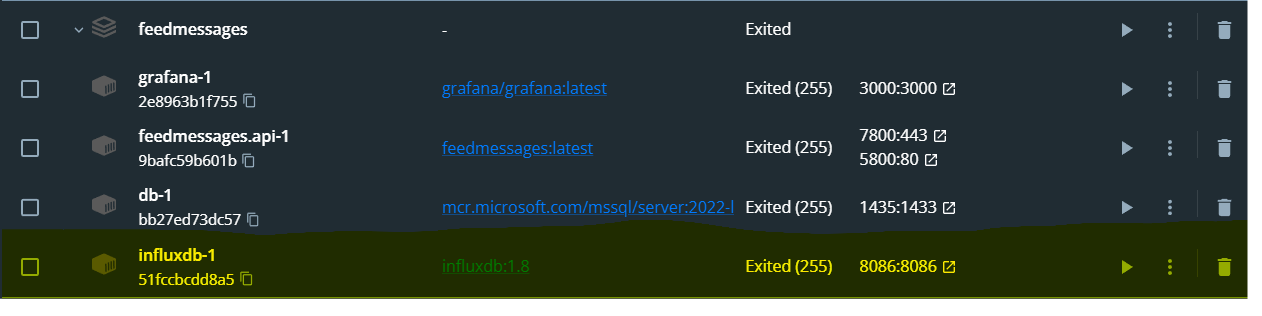 feedmessages - Exited
grafana-1
2e8963b1f755
grafana/grafana:latest Exited (255) 3000:3000
feedmessages.api-1
9bafc59b601b
feedmessages:latest Exited (255) 7800:443
5800:80
db-1
bb27ed73dc57
mcr.microsoft.com/mssql/server:2022-l Exited (255) 1435:1433
influxdb-1
51fccbcdd8a5
influxdb:1.8 Exited (255) 8086:8086